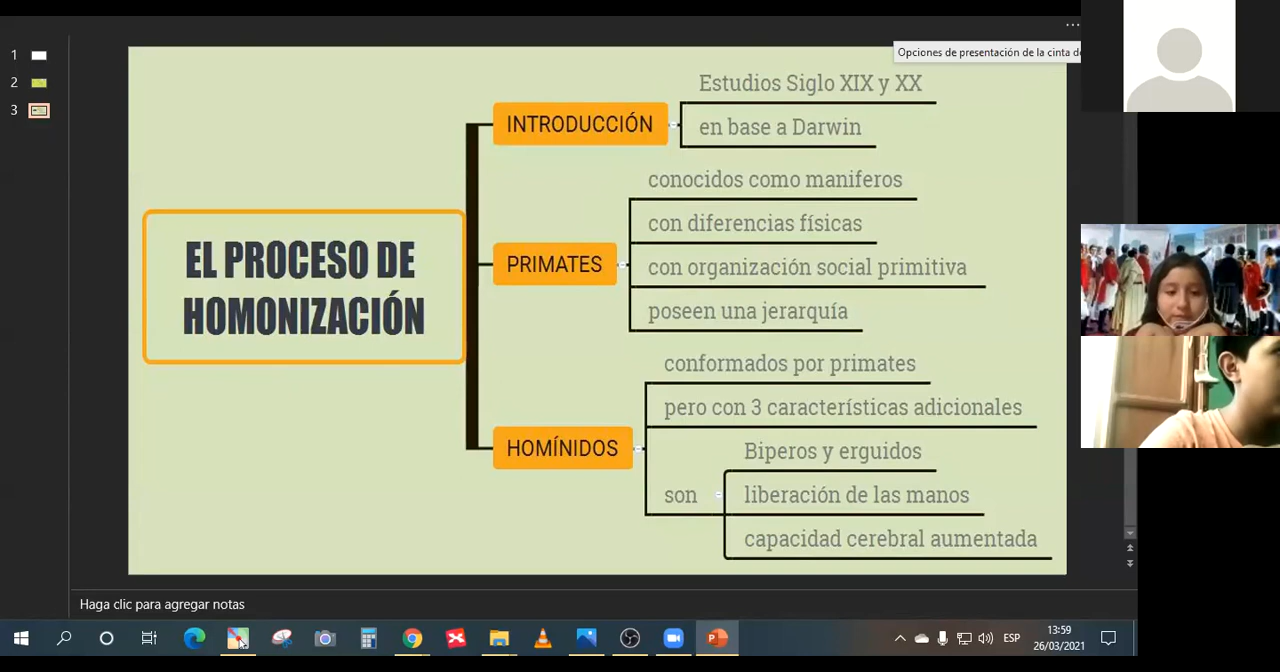 Opciones de presentación de la cinta de
1
2
3
EL PROCESO DE
HOMONIZACIÓN
INTRODUCCIÓN
Estudios Siglo XIX y XX
en base a Darwin
PRIMATES
conocidos como maniferos
con diferencias físicas
con organización social primitiva
poseen una jerarquía
HOMÍNIDOS
conformados por primates
pero con 3 características adicionales
son
Biperos y erguidos
liberación de las manos
capacidad cerebral aumentada
Haga clic para agregar notas
ESP
13:59
26/03/2021